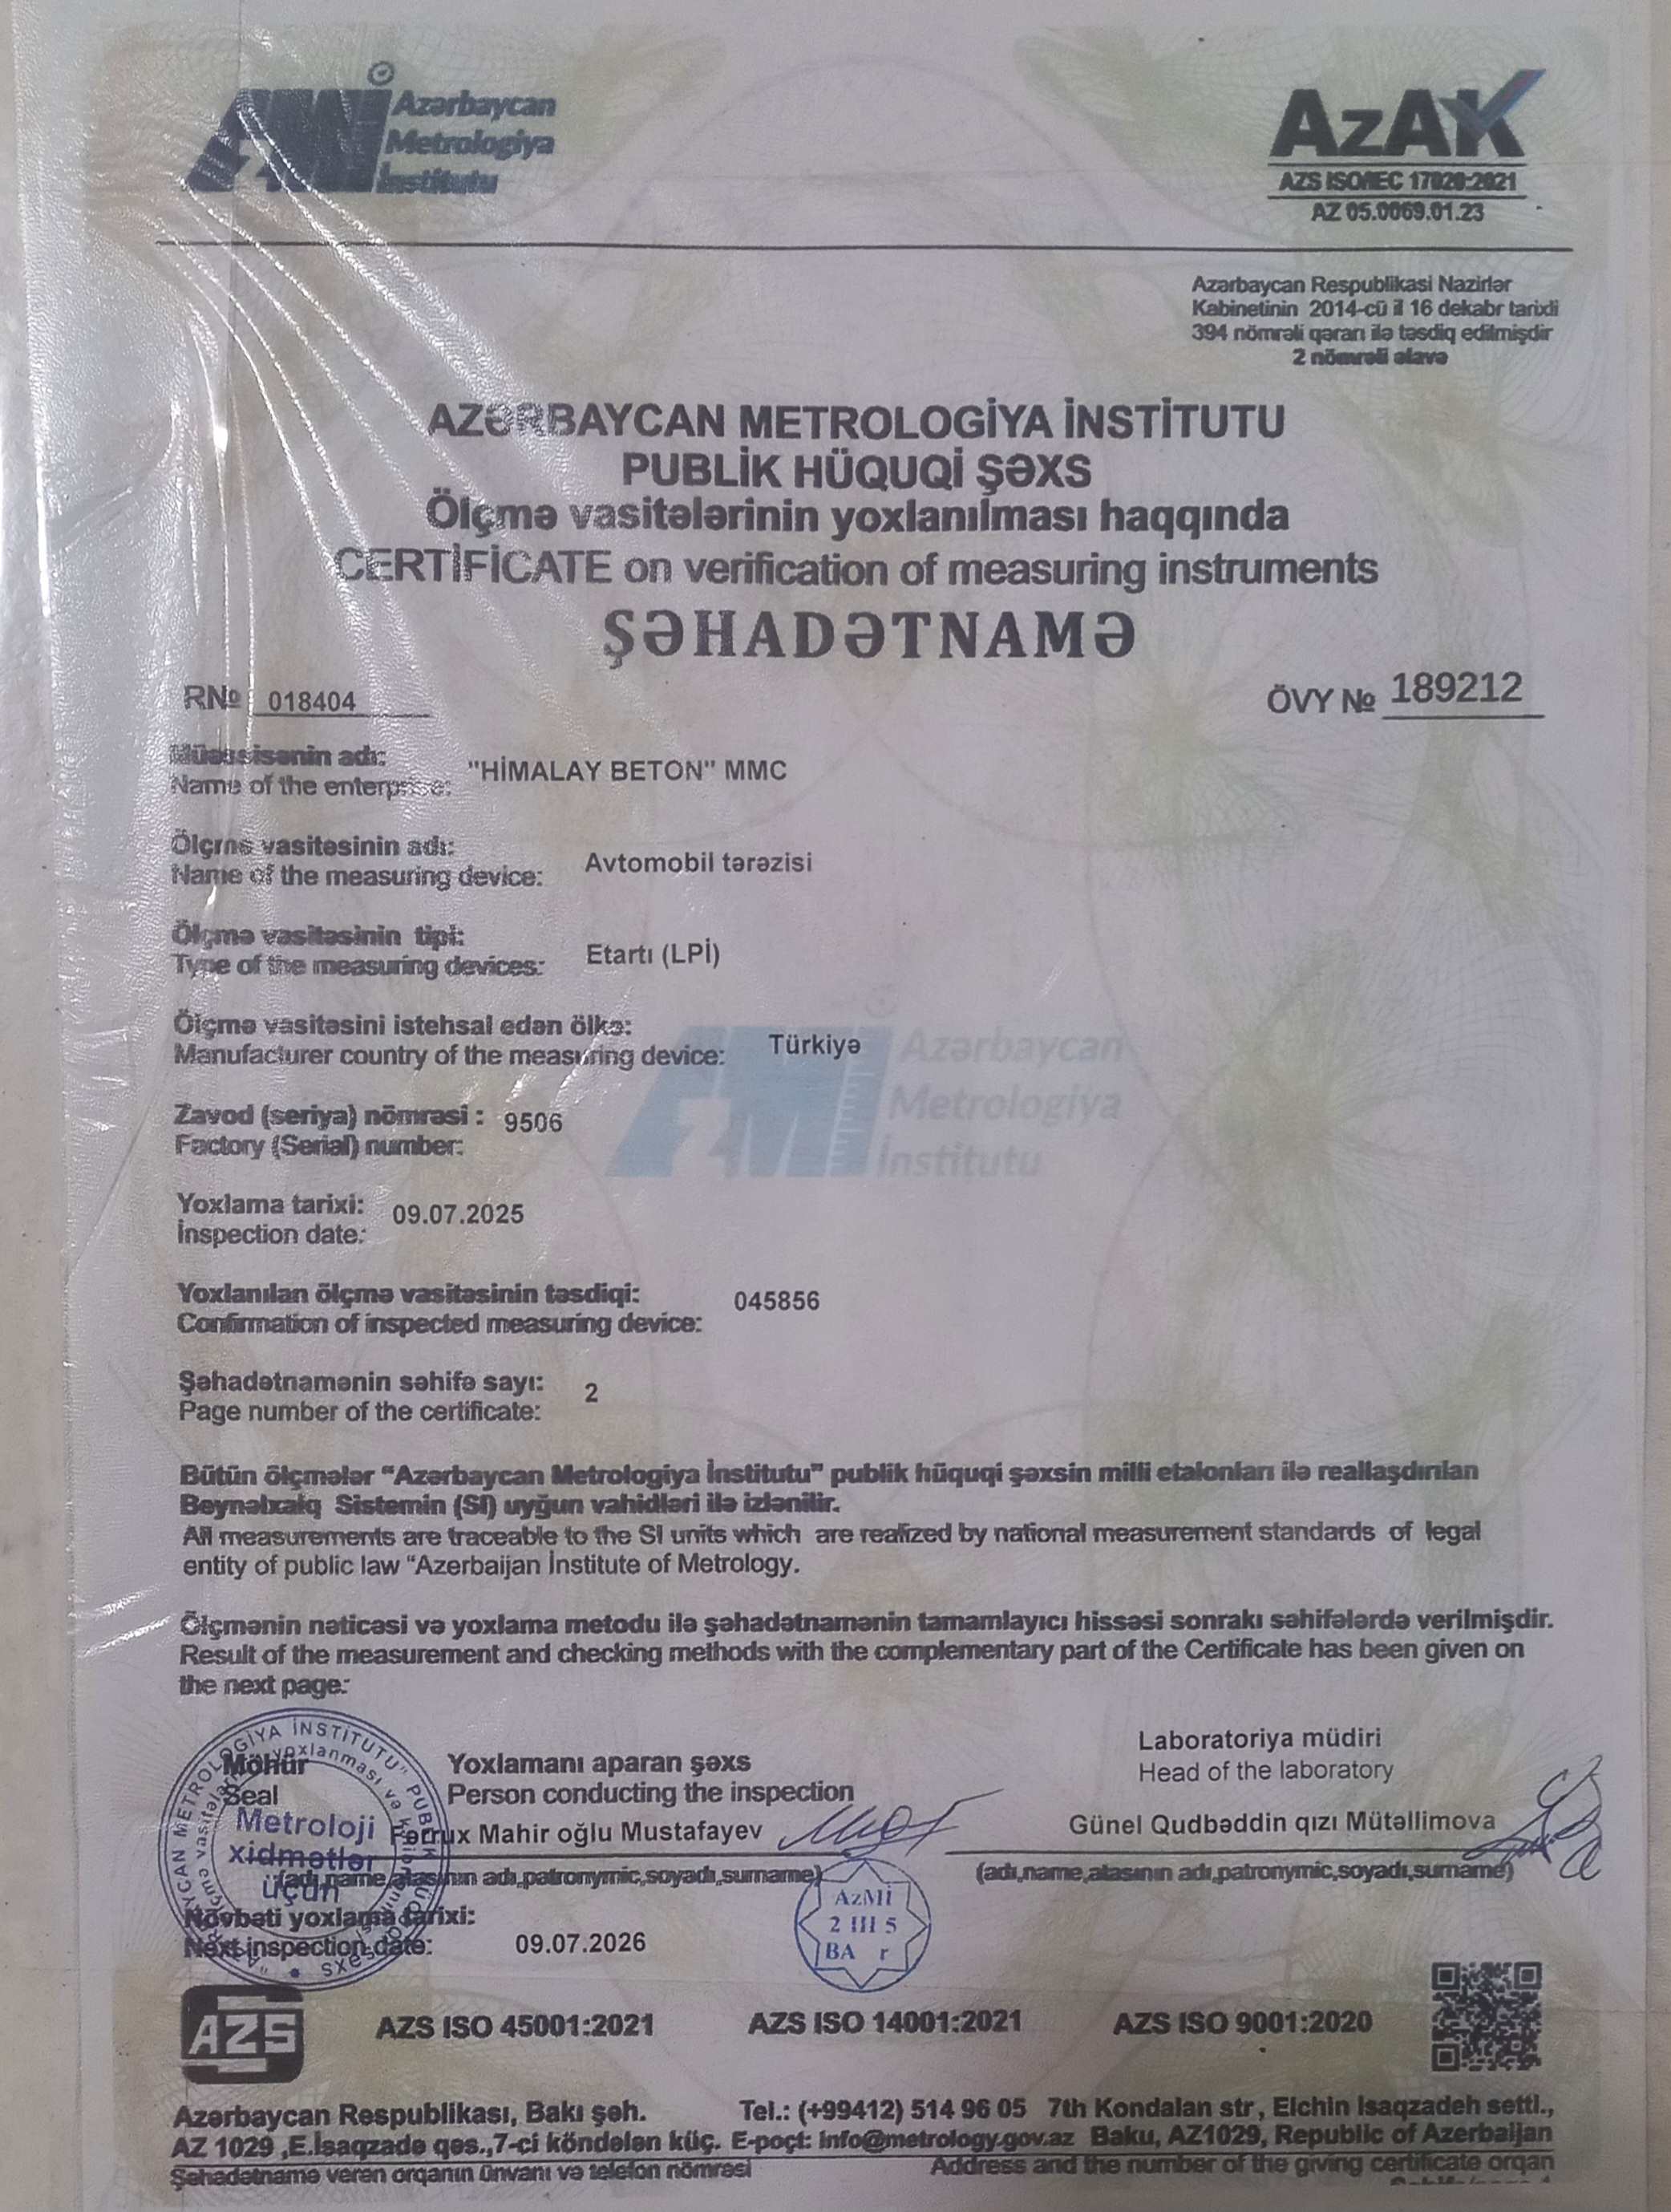 Azərbaycan
Metrologiya
İnstitutu
AzAK
AZS ISO/IEC 17020:2021
AZ 05.0069.01.23
Azərbaycan Respublikasi Nazirlər
Kabinetinin 2014-cü il 16 dekabr tarixli
394 nömrəli qərarı ilə təsdiq edilmişdir
2 nömrəli əlavə
AZƏRBAYCAN METROLOGİYA İNSTİTUTU
PUBLİK HÜQUQİ ŞƏXS
Ölçmə vasitələrinin yoxlanılması haqqında
CERTİFİCATE on verification of measuring instruments
ŞƏHADƏTNAMƏ
RNº 018404
ÖVY № 189212
Müəssisənin adı:
Name of the enterprise:
"HİMALAY BETON" MMC
Ölçmə vasitəsinin adı:
Name of the measuring device:
Avtomobil tərəzisi
Ölçmə vasitəsinin tipi:
Type of the measuring devices:
Etartı (LPİ)
Ölçmə vasitəsini istehsal edən ölkə:
Manufacturer country of the measuring device:
Türkiyə
Azərbaycan
Metrologiya
İnstitutu
Zavod (seriya) nömrəsi :
Factory (Serial) number:
9506
Yoxlama tarixi:
İnspection date:
09.07.2025
Yoxlanılan ölçmə vasitəsinin təsdiqi:
Confirmation of inspected measuring device:
045856
Şəhadətnamənin səhifə sayı:
Page number of the certificate:
2
Bütün ölçmələr “Azərbaycan Metrologiya İnstitutu” publik hüquqi şəxsin milli etalonları ilə reallaşdırılan
Beynəlxalq Sistemin (SI) uyğun vahidləri ilə izlənilir.
All measurements are traceable to the SI units which are realized by national measurement standards of legal
entity of public law “Azerbaijan İnstitute of Metrology.
Ölçmənin nəticəsi və yoxlama metodu ilə şəhadətnamənin tamamlayıcı hissəsi sonrakı səhifələrdə verilmişdir.
Result of the measurement and checking methods with the complementary part of the Certificate has been given on
the next page:
Möhür
Seal
Metroloji
xidmətlər
üçün
Yoxlamanı aparan şəxs
Person conducting the inspection
Fərrux Mahir oğlu Mustafayev
(adı,name,atasının adı,patronymic,soyadı,surname)
Laboratoriya müdiri
Head of the laboratory
Günel Qudbəddin qızı Mütəllimova
(adı,name,atasının adı,patronymic,soyadı,surname)
AzMİ
2 III 5
BA r
Növbəti yoxlama tarixi:
Next inspection date:
09.07.2026
AZS
AZS ISO 45001:2021
AZS ISO 14001:2021
AZS ISO 9001:2020
Azərbaycan Respublikası, Bakı şəh.
AZ 1029 ,E.İsaqzadə qəs.,7-ci köndələn küç.
Şəhadətnamə verən orqanın ünvanı və telefon nömrəsi
Tel.: (+99412) 514 96 05
E-poçt: info@metrology.gov.az
7th Kondalan str, Elchin Isaqzadeh settl.,
Baku, AZ1029, Republic of Azerbaijan
Address and the number of the giving certificate orqan